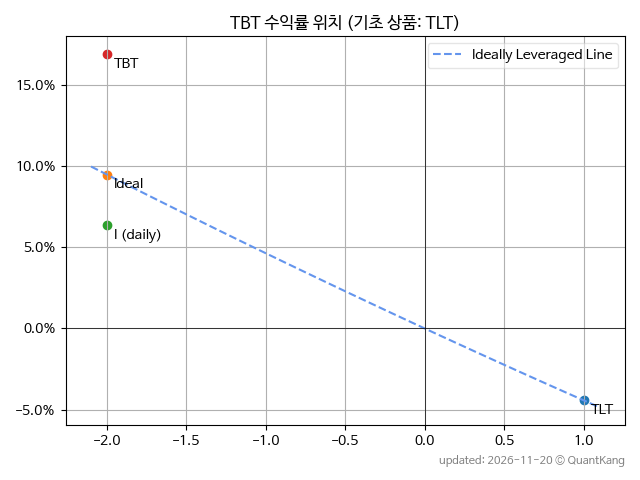 TBT 수익률 위치 (기초 상품: TLT)
Ideally Leveraged Line
TBT
15.0%
10.0%
Ideal
I (daily)
5.0%
0.0%
−5.0%
TLT
−2.0 −1.5 −1.0 −0.5 0.0 0.5 1.0
updated: 2026−11−20 © QuantKang